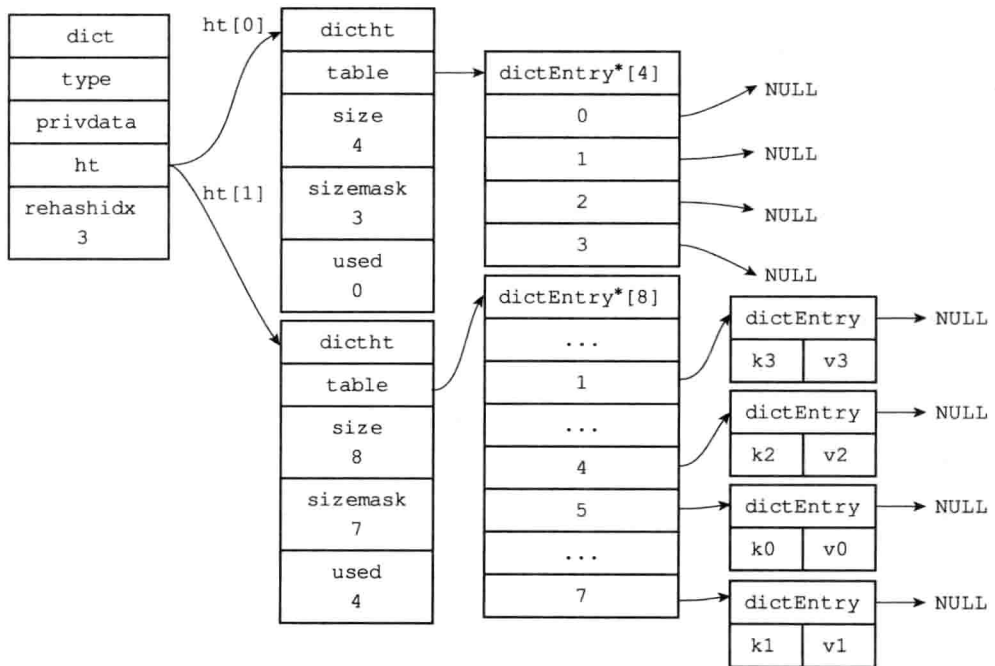 dict
type
privdata
ht
rehashidx
3
ht[0]
ht[1]
dictht
table
size
4
sizemask
3
used
0
dictht
table
size
8
sizemask
7
used
4
dictEntry*[4]
0
1
2
3
NULL
NULL
NULL
NULL
dictEntry*[8]
...
1
...
4
5
...
7
dictEntry
k3 v3
NULL
dictEntry
k2 v2
NULL
dictEntry
k0 v0
NULL
dictEntry
k1 v1
NULL